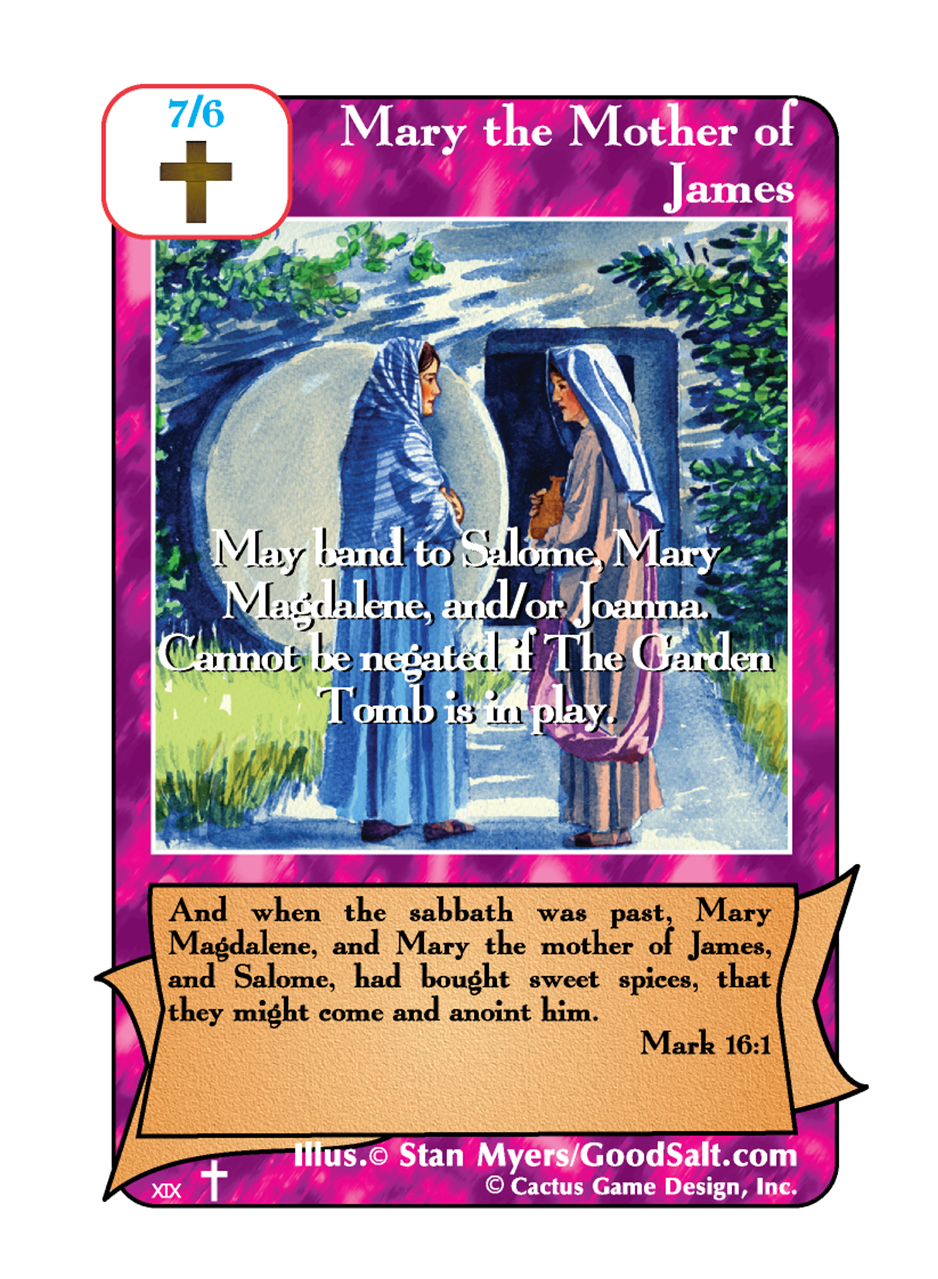 7/6
Mary the Mother of
James
May band to Salome, Mary
Magdalene, and/or Joanna.
Cannot be negated if The Garden
Tomb is in play.
And when the sabbath was past, Mary
Magdalene, and Mary the mother of James,
and Salome, had bought sweet spices, that
they might come and anoint him.
Mark 16:1
Illus.© Stan Myers/GoodSalt.com
XIX
© Cactus Game Design, Inc.